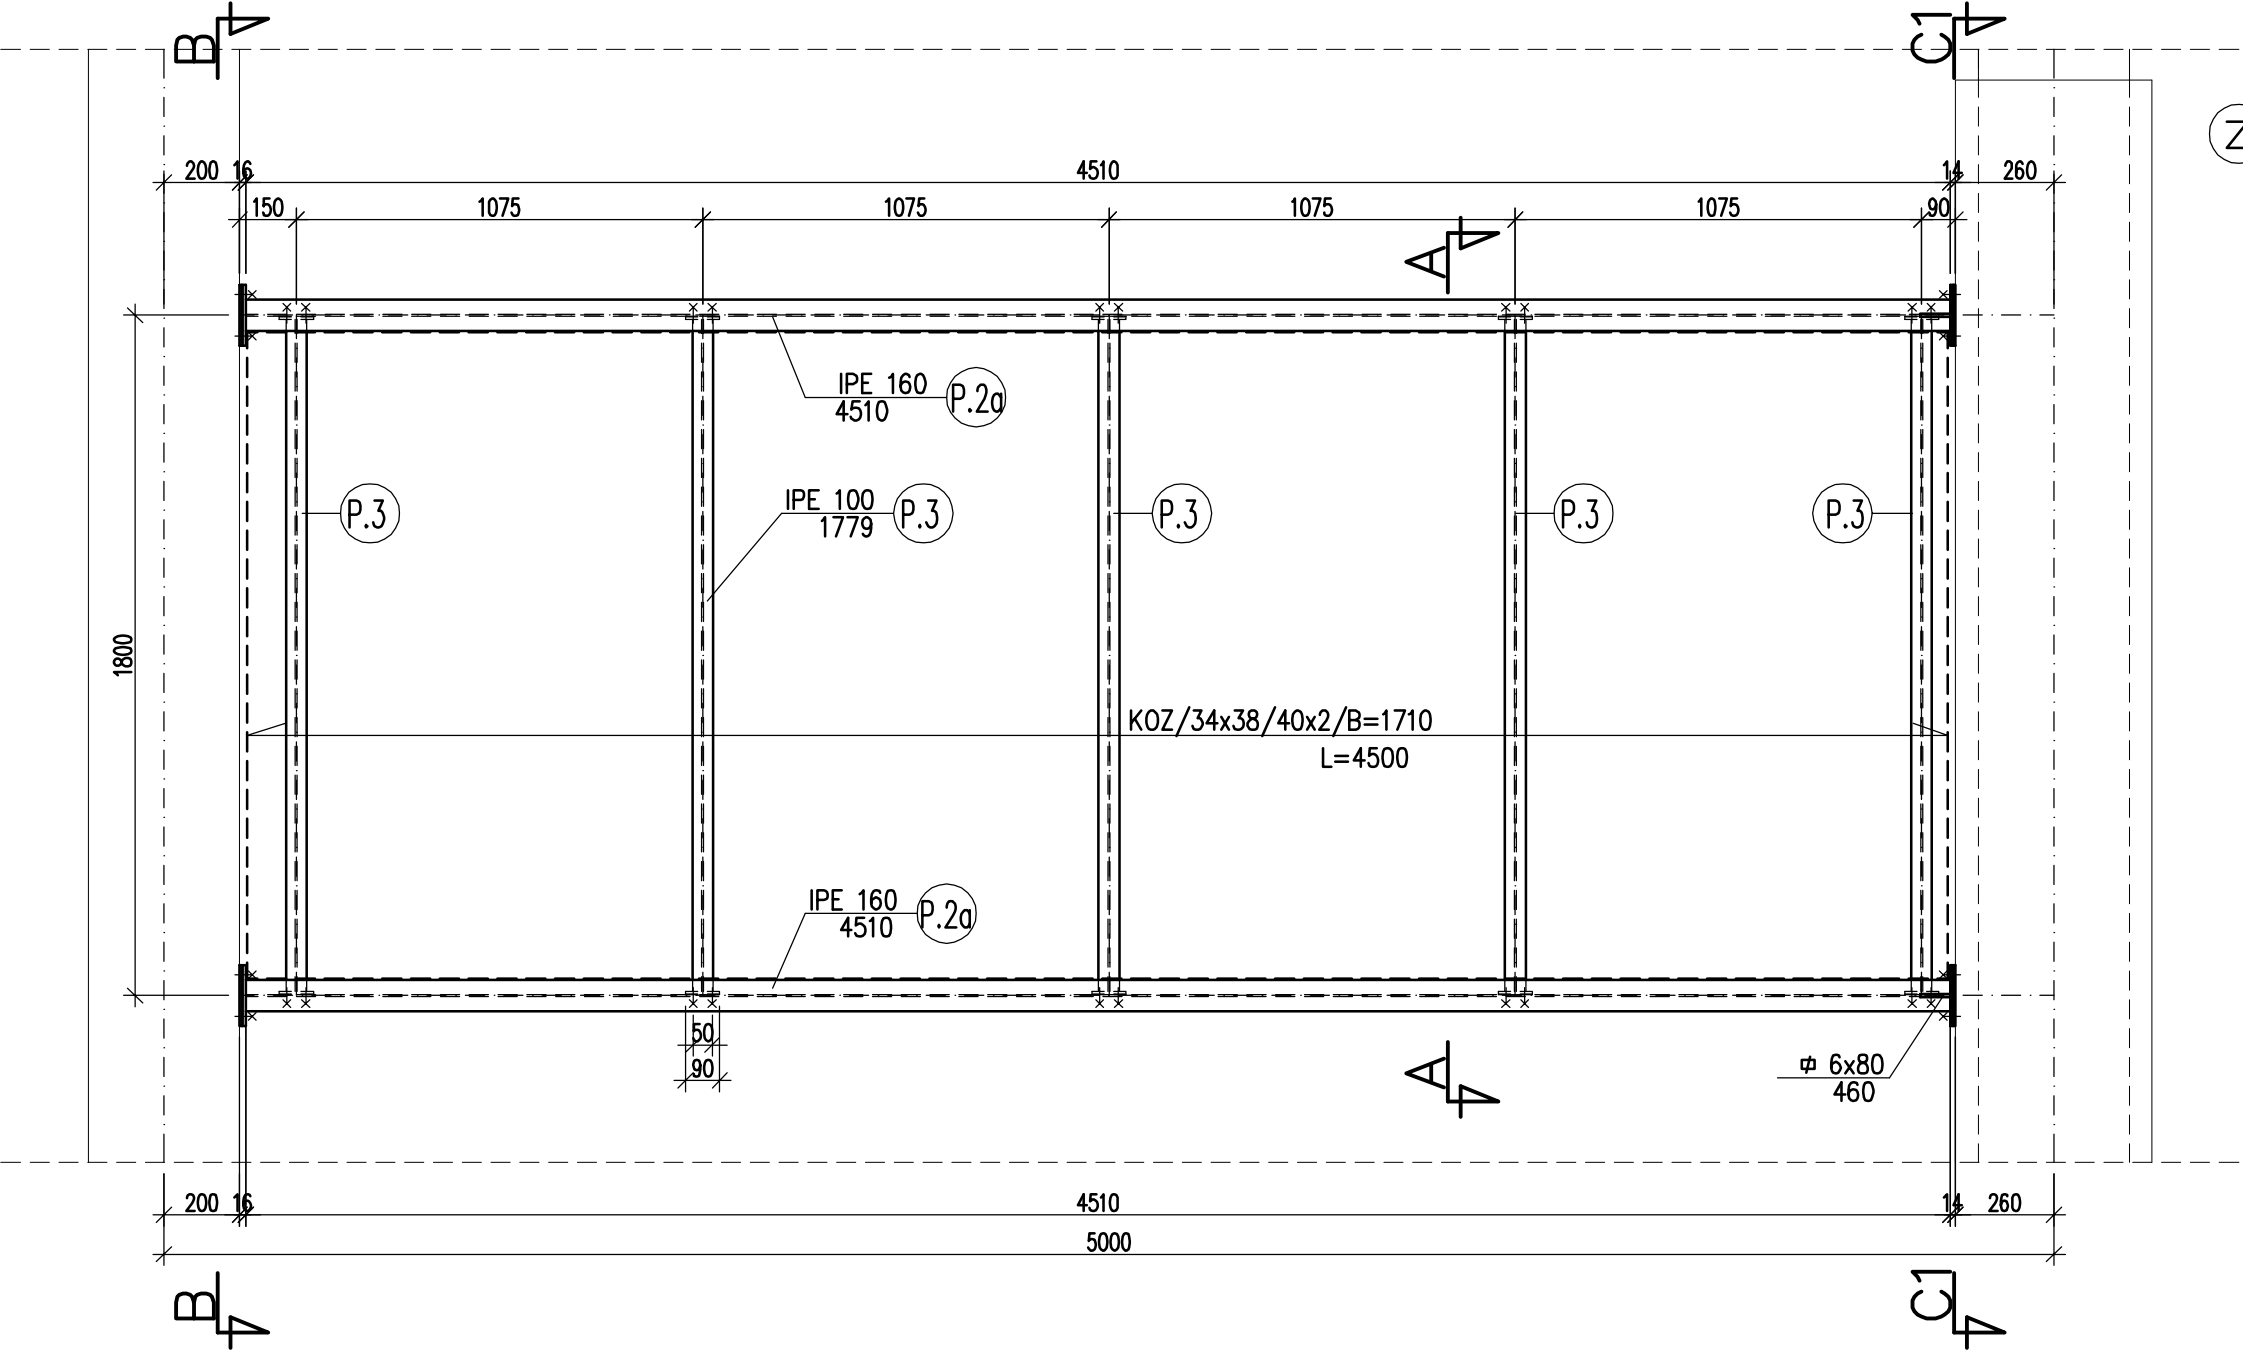 B
C1
Z
200 16 4510 14 260
150 1075 1075 1075 1075 90
A
IPE 160
4510
P.2a
P.3
IPE 100
1779
P.3
P.3
P.3
P.3
1800
KOZ/34x38/40x2/B=1710
L=4500
IPE 160
4510
P.2a
50
90
A
6x80
460
200 16 4510 14 260
5000
B
C1